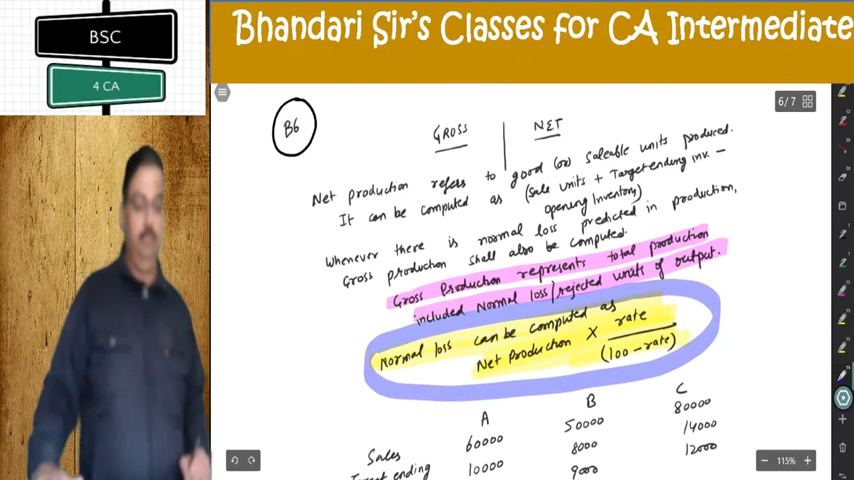 BSC
4 CA
Bhandari Sir's Classes for CA Intermediate
6/7
B6
GROSS | NET
Net production refers to good (or) saleable units produced.
It can be computed as (sale units + Target ending inv. -
opening Inventory)
Whenever there is normal loss predicted in production,
Gross production shall also be computed.
Gross Production represents total production
included Normal loss/rejected units of output.
Normal loss can be computed as
Net Production × rate
(100 - rate)
A B C
Sales 60000 50000 80000
Target ending 10000 8000 14000
9000 12000
115%